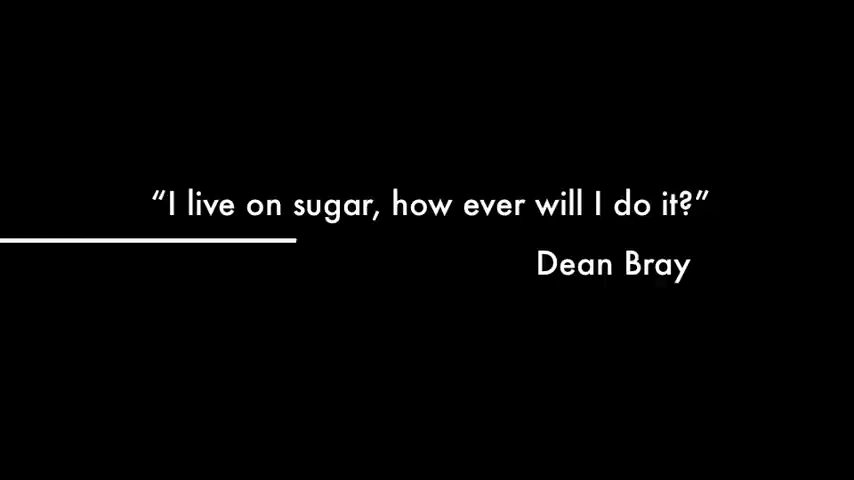 “I live on sugar, how ever will I do it?”
Dean Bray